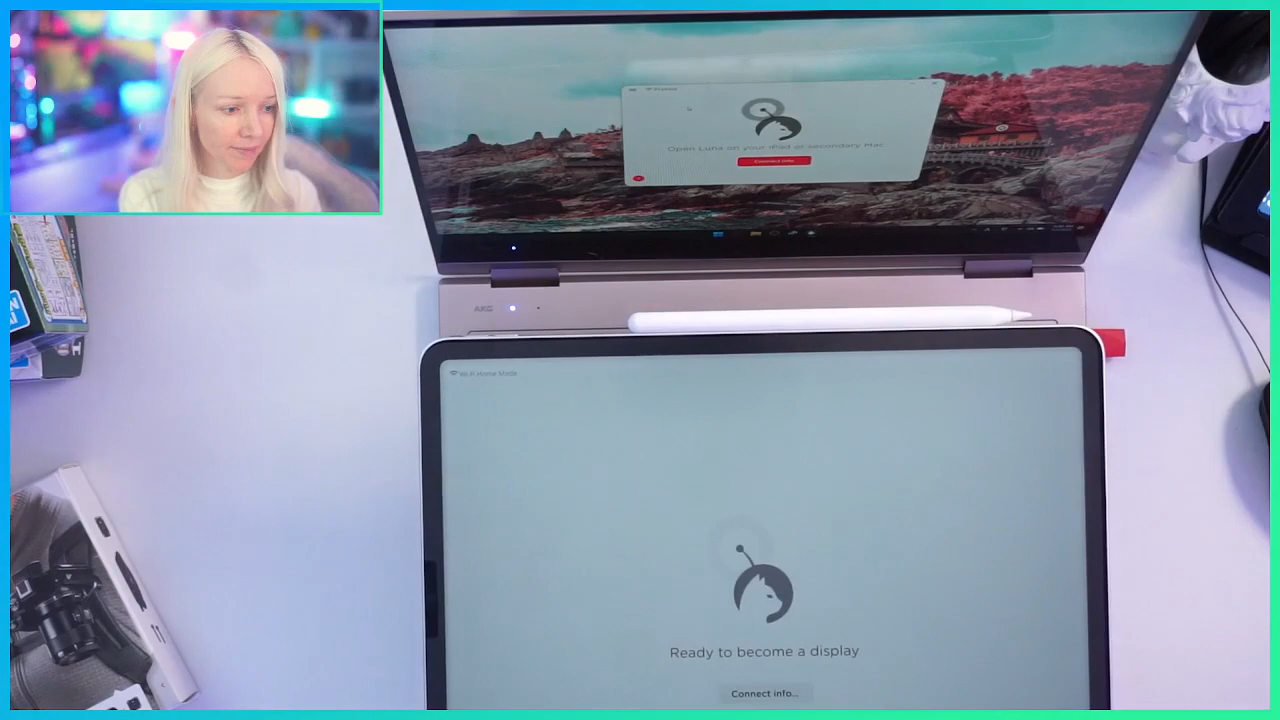 Open Luna on your iPad or secondary Mac
Connect info
AKG
Wi-Fi Home Mode
Ready to become a display
Connect info...